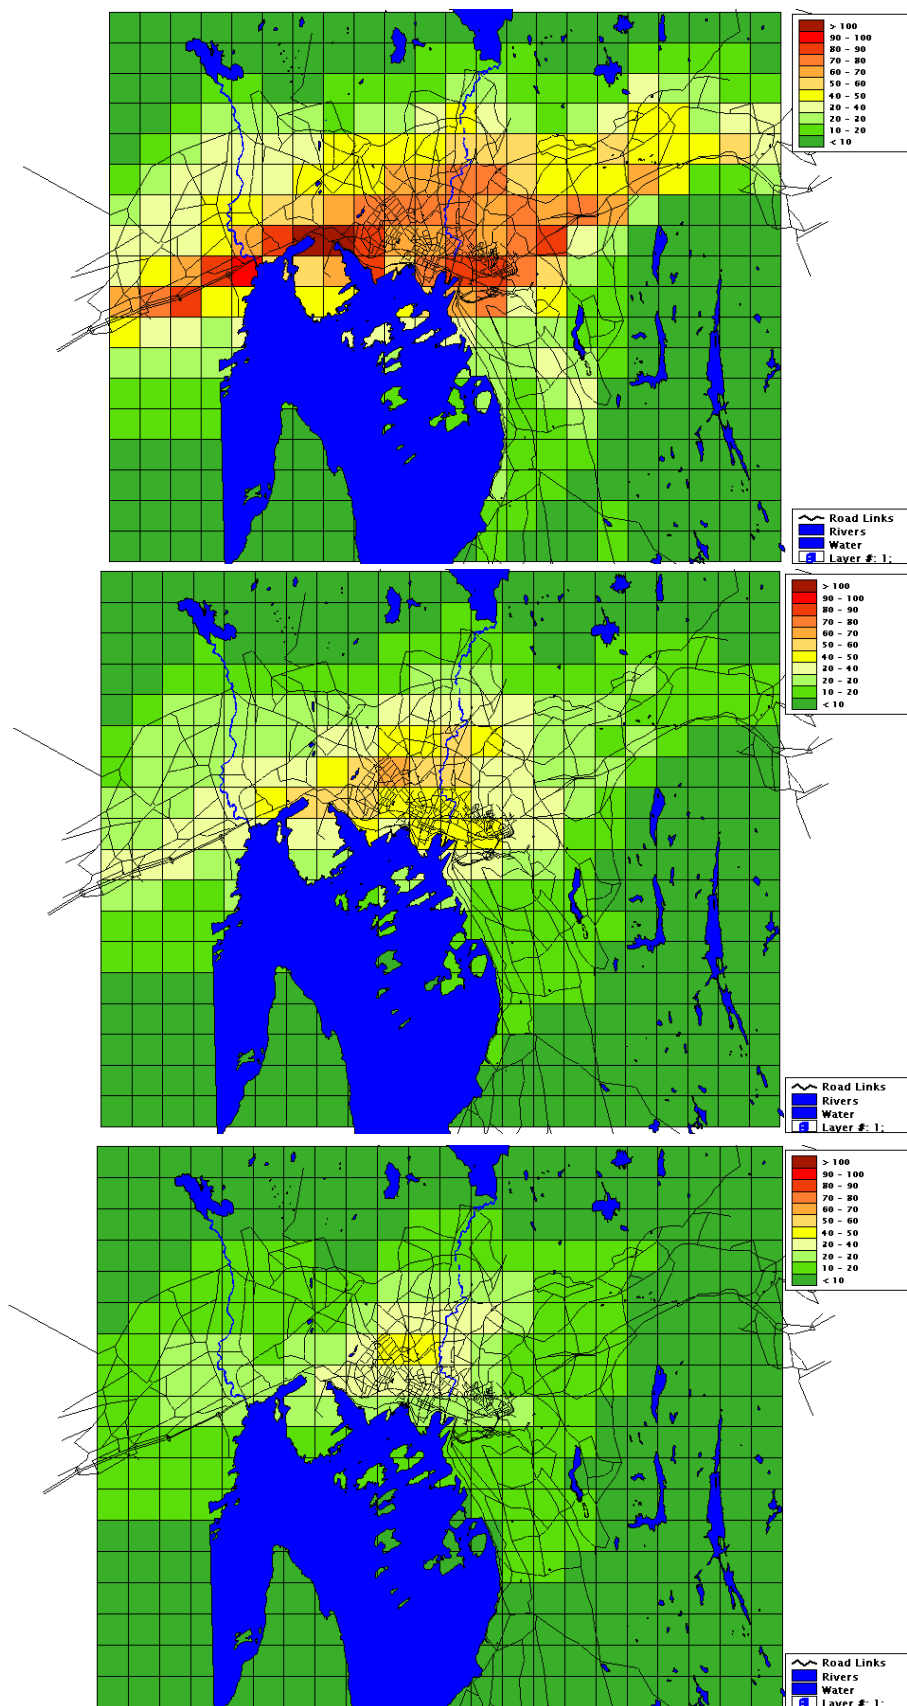 > 100
90 - 100
80 - 90
70 - 80
60 - 70
50 - 60
40 - 50
20 - 40
20 - 20
10 - 20
< 10
Road Links
Rivers
Water
Layer #: 1;
> 100
90 - 100
80 - 90
70 - 80
60 - 70
50 - 60
40 - 50
20 - 40
20 - 20
10 - 20
< 10
Road Links
Rivers
Water
Layer #: 1;
> 100
90 - 100
80 - 90
70 - 80
60 - 70
50 - 60
40 - 50
20 - 40
20 - 20
10 - 20
< 10
Road Links
Rivers
Water
Layer #: 1;